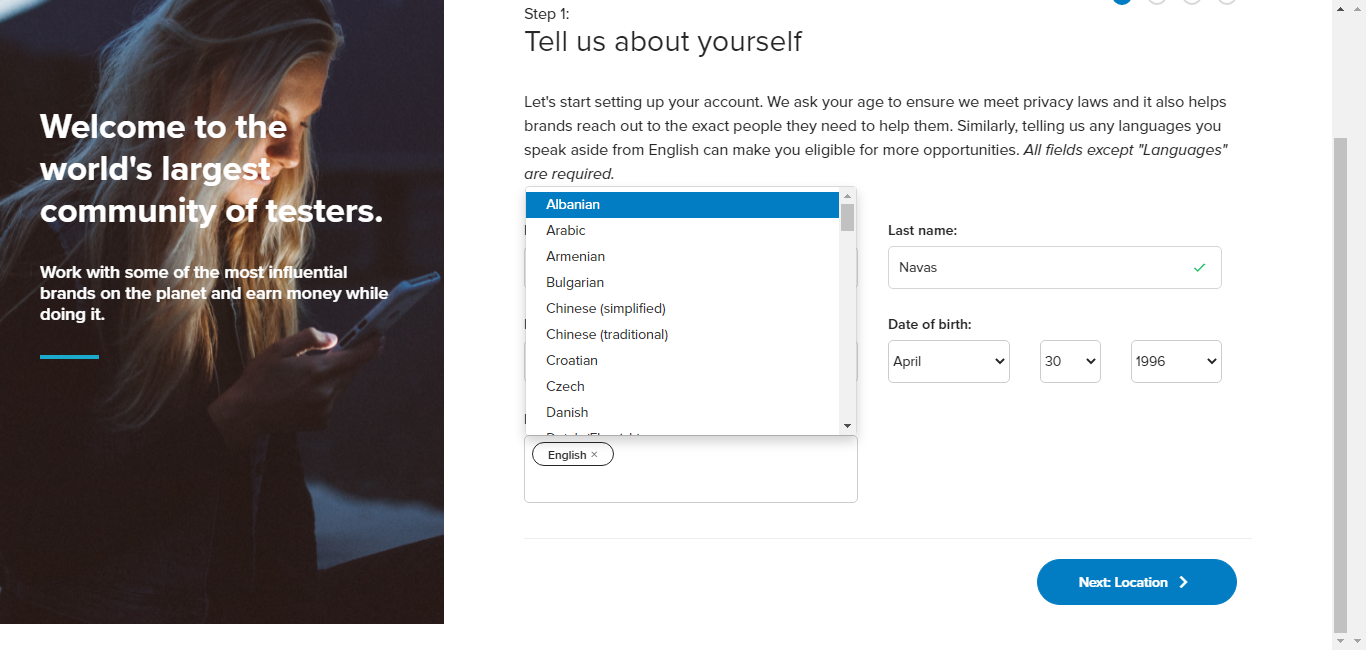 Welcome to the
world's largest
community of testers.
Work with some of the most influential
brands on the planet and earn money while
doing it.
Step 1:
Tell us about yourself
Let's start setting up your account. We ask your age to ensure we meet privacy laws and it also helps
brands reach out to the exact people they need to help them. Similarly, telling us any languages you
speak aside from English can make you eligible for more opportunities. All fields except "Languages"
are required.
Albanian
Arabic
Armenian
Bulgarian
Chinese (simplified)
Chinese (traditional)
Croatian
Czech
Danish
English ×
Last name:
Navas
Date of birth:
April
30
1996
Next: Location